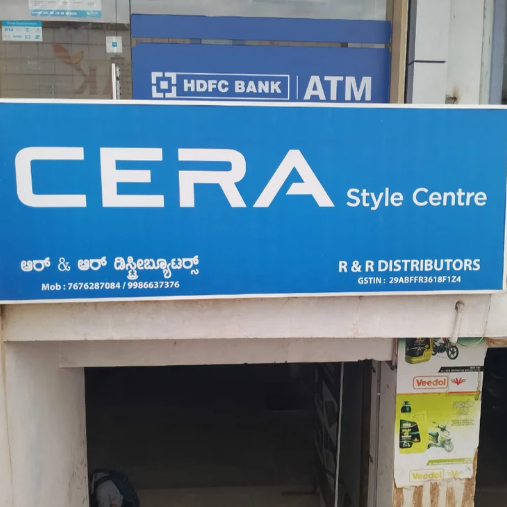 HDFC BANK | ATM
CERA Style Centre
ಆರ್ & ಆರ್ ಡಿಸ್ಟ್ರೀಬ್ಯೂಟರ್ಸ್
R & R DISTRIBUTORS
Mob : 7676287084 / 9986637376
GSTIN : 29ABFFR3618F1Z4
Veedol
Veedol